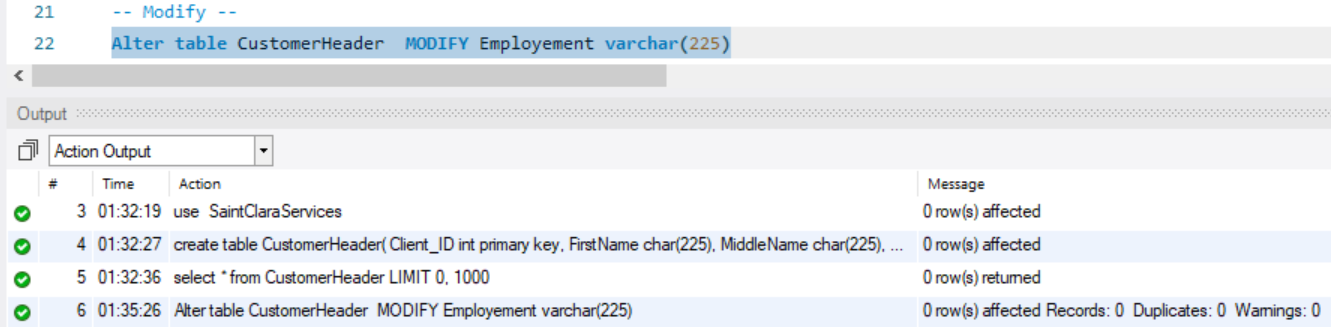 21 -- Modify --
22 Alter table CustomerHeader  MODIFY Employement varchar(225)
Output
Action Output
# Time Action Message
3 01:32:19 use  SaintClaraServices 0 row(s) affected
4 01:32:27 create table CustomerHeader( Client_ID int primary key, FirstName char(225), MiddleName char(225), ... 0 row(s) affected
5 01:32:36 select * from CustomerHeader LIMIT 0, 1000 0 row(s) returned
6 01:35:26 Alter table CustomerHeader  MODIFY Employement varchar(225) 0 row(s) affected Records: 0  Duplicates: 0  Warnings: 0